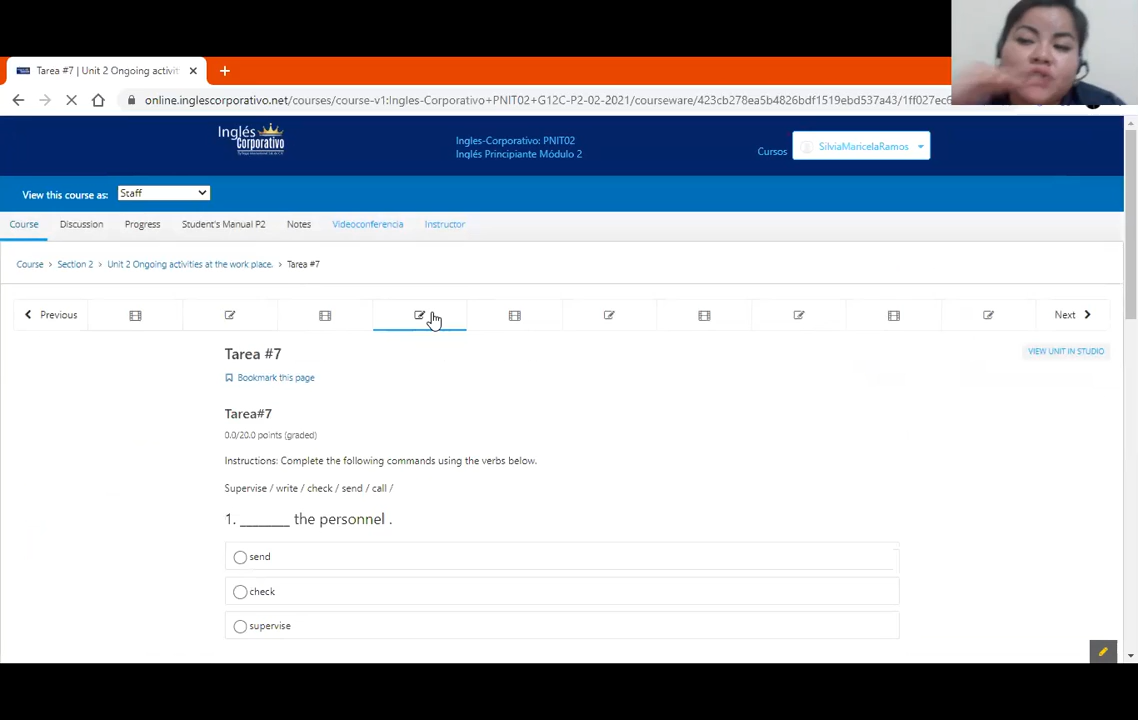 Tarea #7 | Unit 2 Ongoing activiti
online.inglescorporativo.net/courses/course-v1:Ingles-Corporativo+PNIT02+G12C-P2-02-2021/courseware/423cb278ea5b4826bdf1519ebd537a43/1ff027ec6
Inglés
Corporativo
Ingles-Corporativo: PNIT02
Inglés Principiante Módulo 2
Cursos
SilviaMaricelaRamos
View this course as:
Staff
Course
Discussion
Progress
Student's Manual P2
Notes
Videoconferencia
Instructor
Course > Section 2 > Unit 2 Ongoing activities at the work place. > Tarea #7
Previous
Next
Tarea #7
VIEW UNIT IN STUDIO
Bookmark this page
Tarea#7
0.0/20.0 points (graded)
Instructions: Complete the following commands using the verbs below.
Supervise / write / check / send / call /
1. _______ the personnel .
send
check
supervise